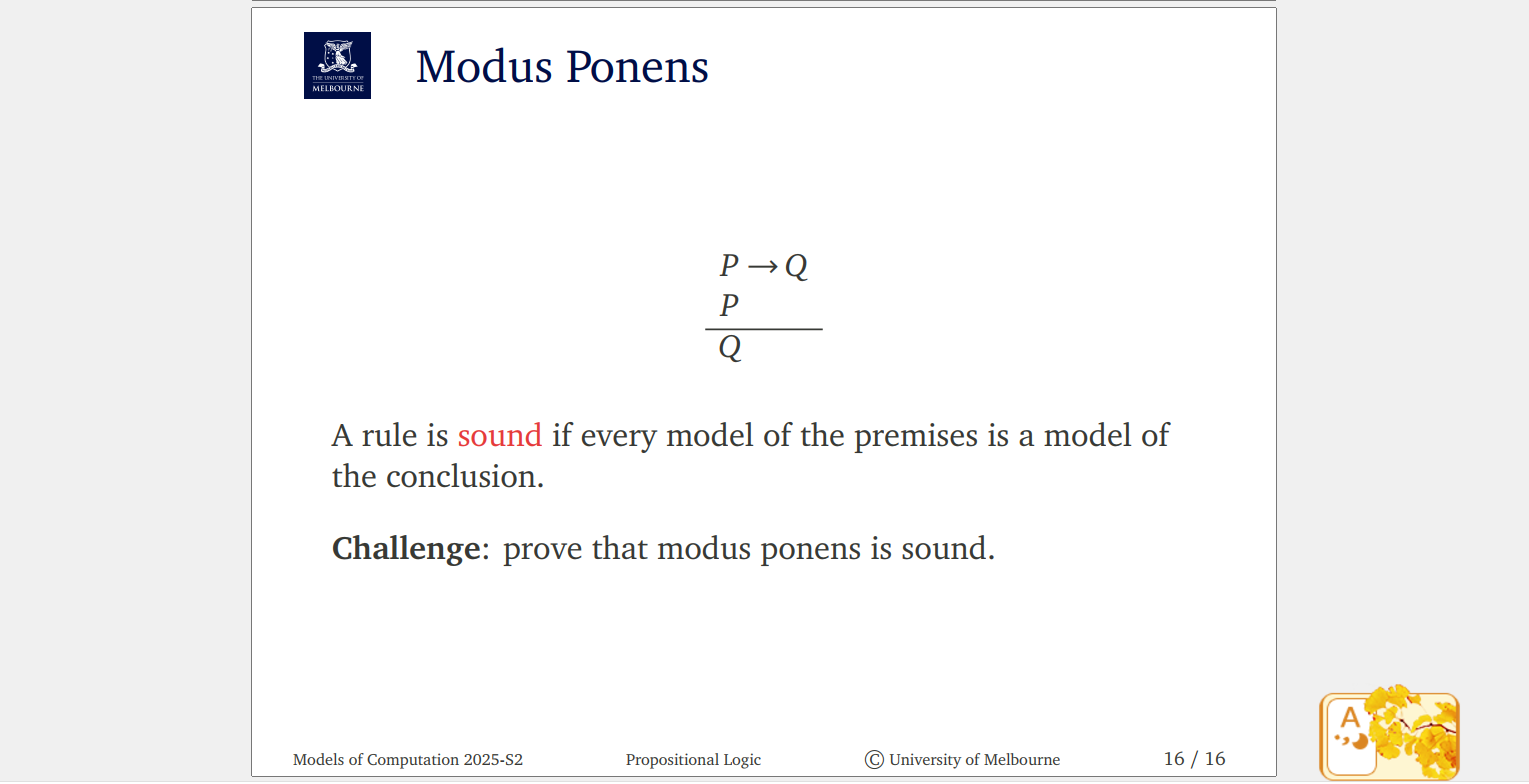 THE UNIVERSITY OF
MELBOURNE
Modus Ponens
P → Q
P
Q
A rule is sound if every model of the premises is a model of
the conclusion.
Challenge: prove that modus ponens is sound.
Models of Computation 2025-S2 Propositional Logic © University of Melbourne 16 / 16
A